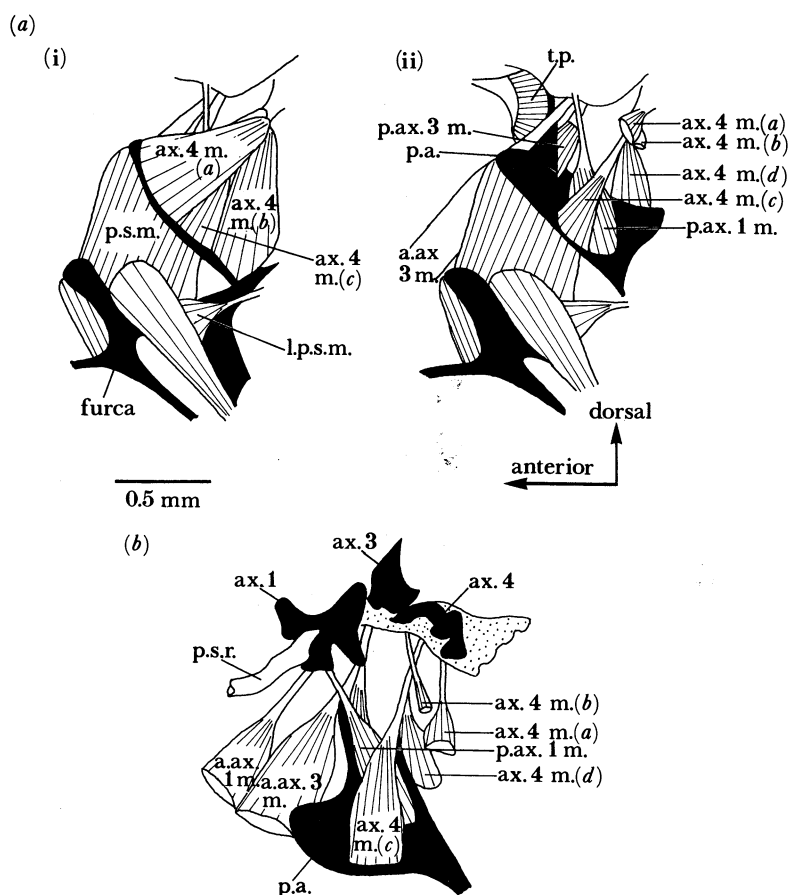 (a)
(i)
ax. 4 m.
(a)
p.s.m.
ax. 4
m.(b)
ax. 4
m.(c)
l.p.s.m.
furca
0.5 mm
(ii)
t.p.
p.ax. 3 m.
p.a.
ax. 4 m.(a)
ax. 4 m.(b)
ax. 4 m.(d)
ax. 4 m.(c)
p.ax. 1 m.
a.ax
3 m.
dorsal
anterior
(b)
ax. 3
ax. 1
ax. 4
p.s.r.
ax. 4 m.(b)
ax. 4 m.(a)
p.ax. 1 m.
ax. 4 m.(d)
a.ax.
1 m.
a.ax. 3
m.
ax. 4
m.(c)
p.a.